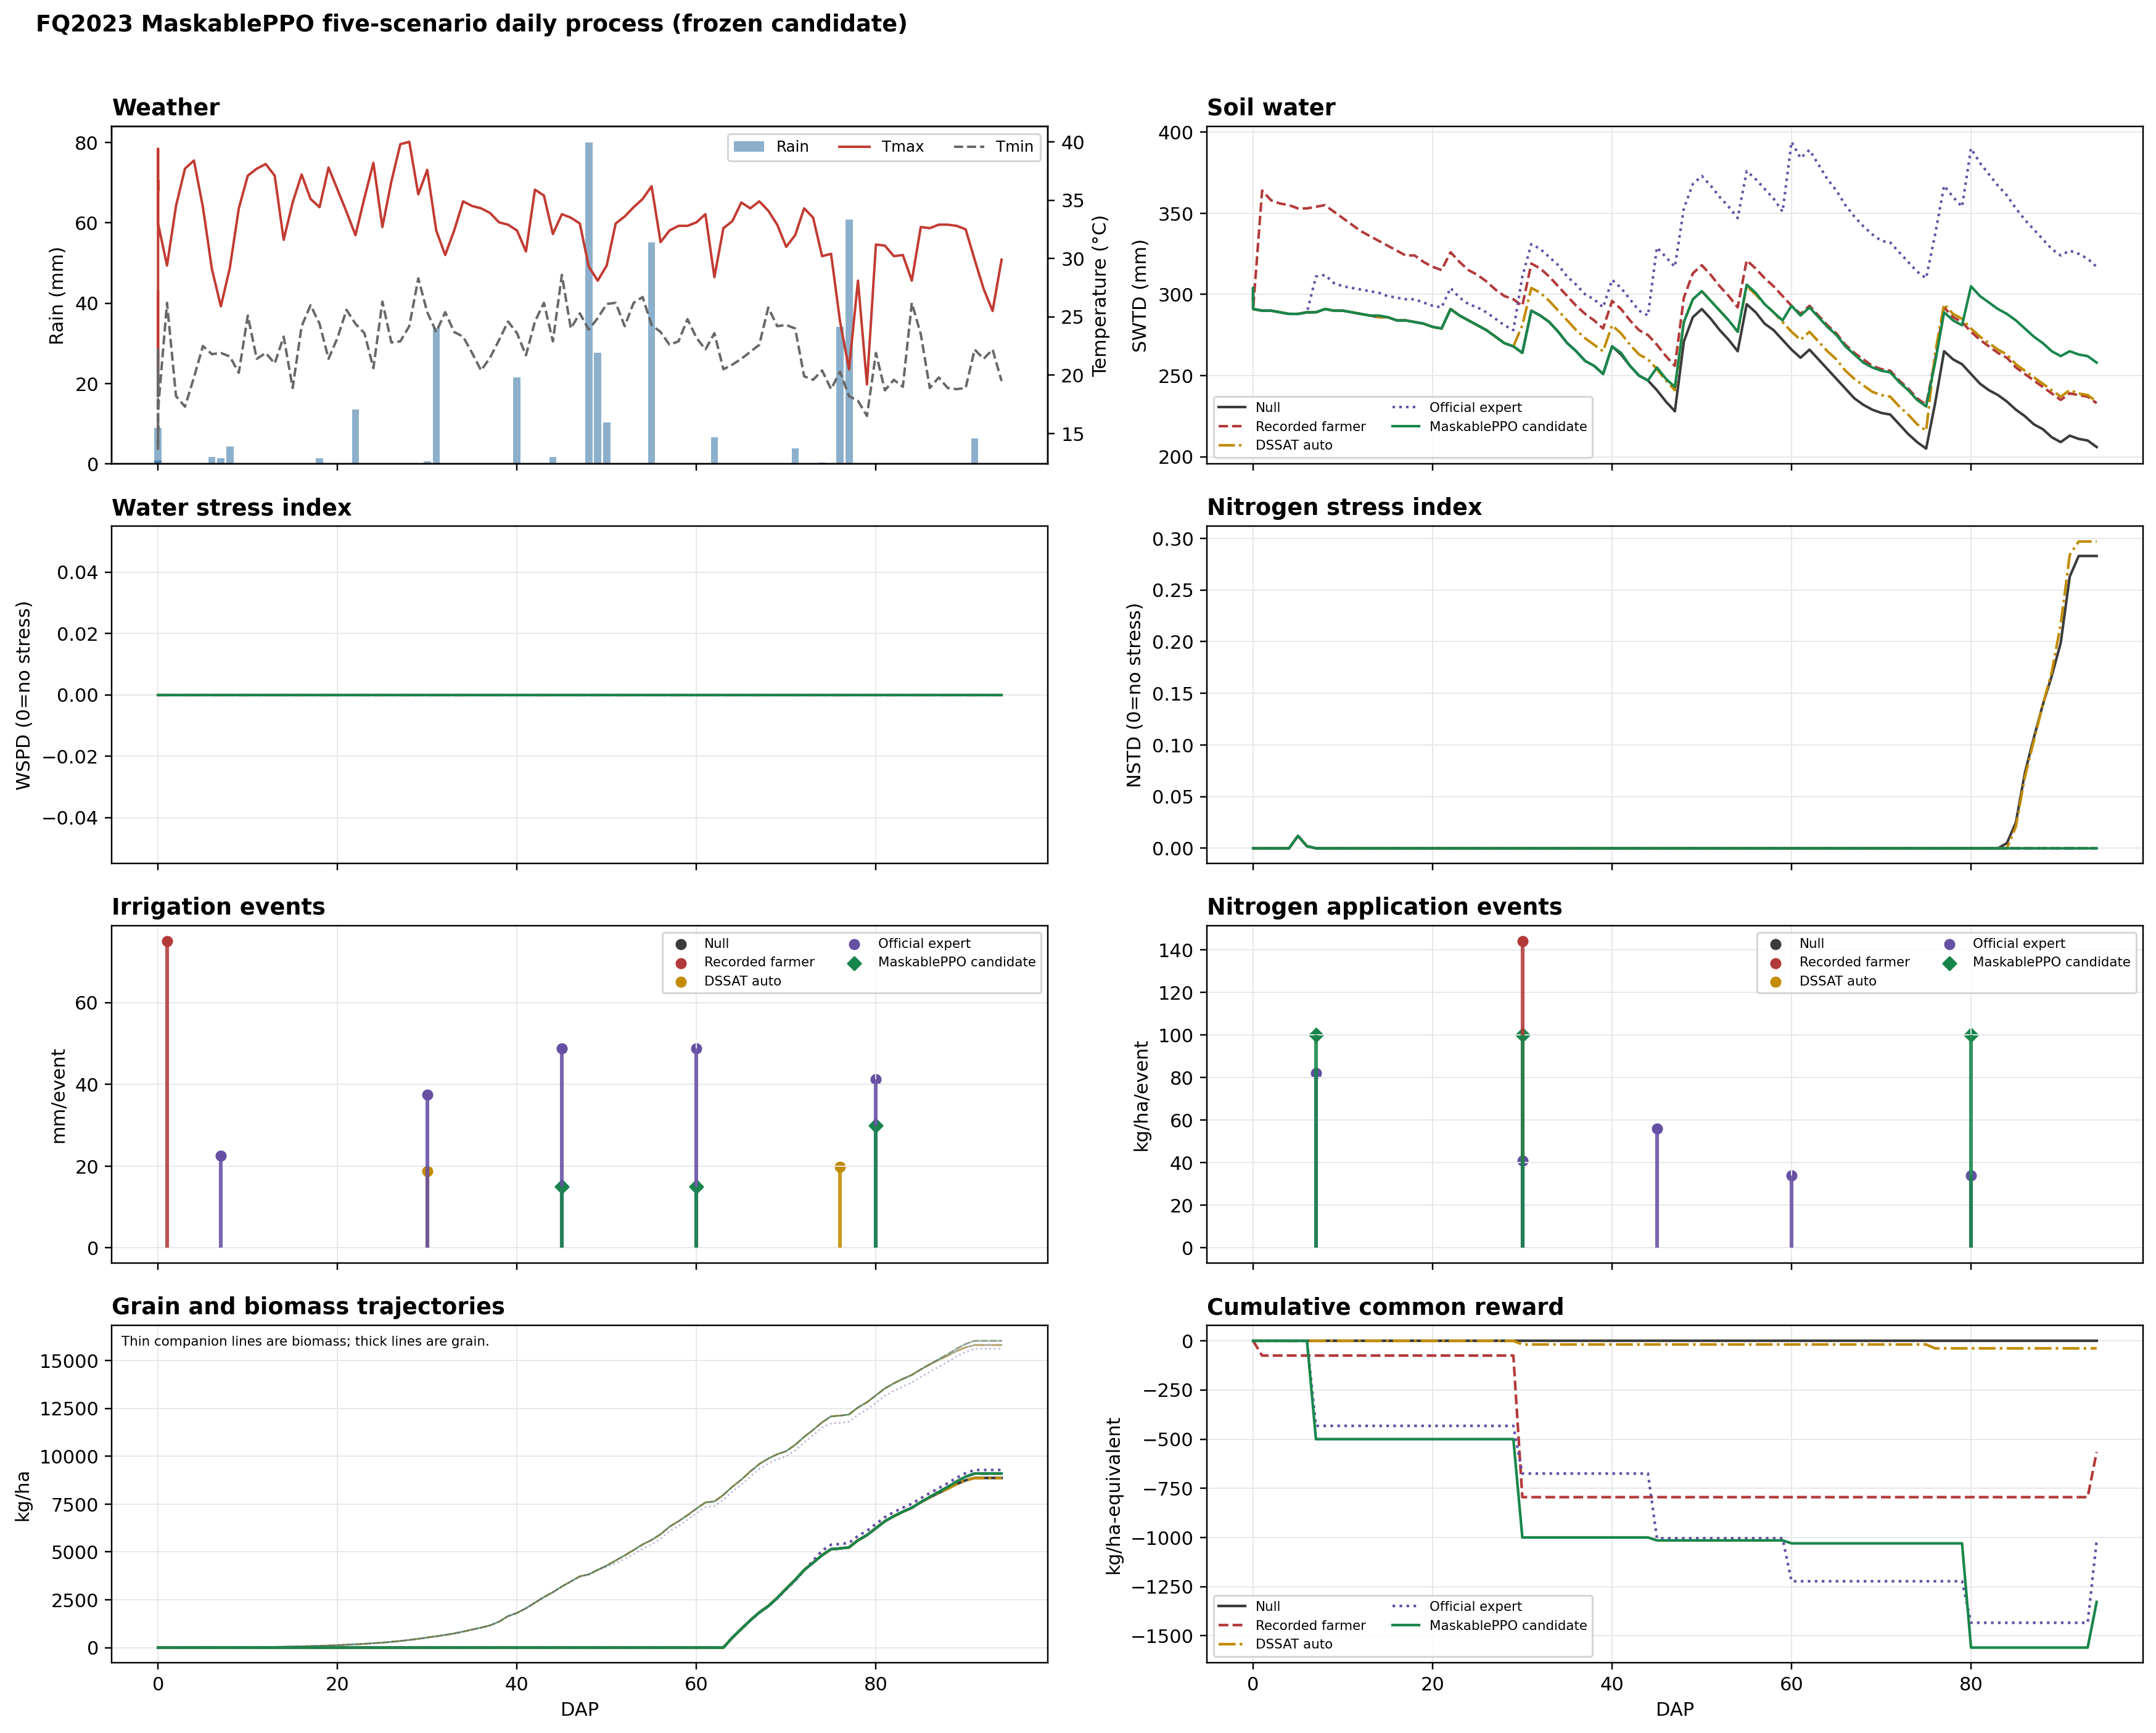 FQ2023 MaskablePPO five-scenario daily process (frozen candidate)
Weather
Rain (mm)
80
60
40
20
0
Rain
Tmax
Tmin
40
35
30
25
20
15
Temperature (°C)
Soil water
SWTD (mm)
400
350
300
250
200
Null
Recorded farmer
DSSAT auto
Official expert
MaskablePPO candidate
Water stress index
WSPD (0=no stress)
0.04
0.02
0.00
−0.02
−0.04
Nitrogen stress index
NSTD (0=no stress)
0.30
0.25
0.20
0.15
0.10
0.05
0.00
Irrigation events
mm/event
60
40
20
0
Null
Recorded farmer
DSSAT auto
Official expert
MaskablePPO candidate
Nitrogen application events
kg/ha/event
140
120
100
80
60
40
20
0
Null
Recorded farmer
DSSAT auto
Official expert
MaskablePPO candidate
Grain and biomass trajectories
Thin companion lines are biomass; thick lines are grain.
kg/ha
15000
12500
10000
7500
5000
2500
0
0 20 40 60 80
DAP
Cumulative common reward
kg/ha-equivalent
0
−250
−500
−750
−1000
−1250
−1500
Null
Recorded farmer
DSSAT auto
Official expert
MaskablePPO candidate
0 20 40 60 80
DAP